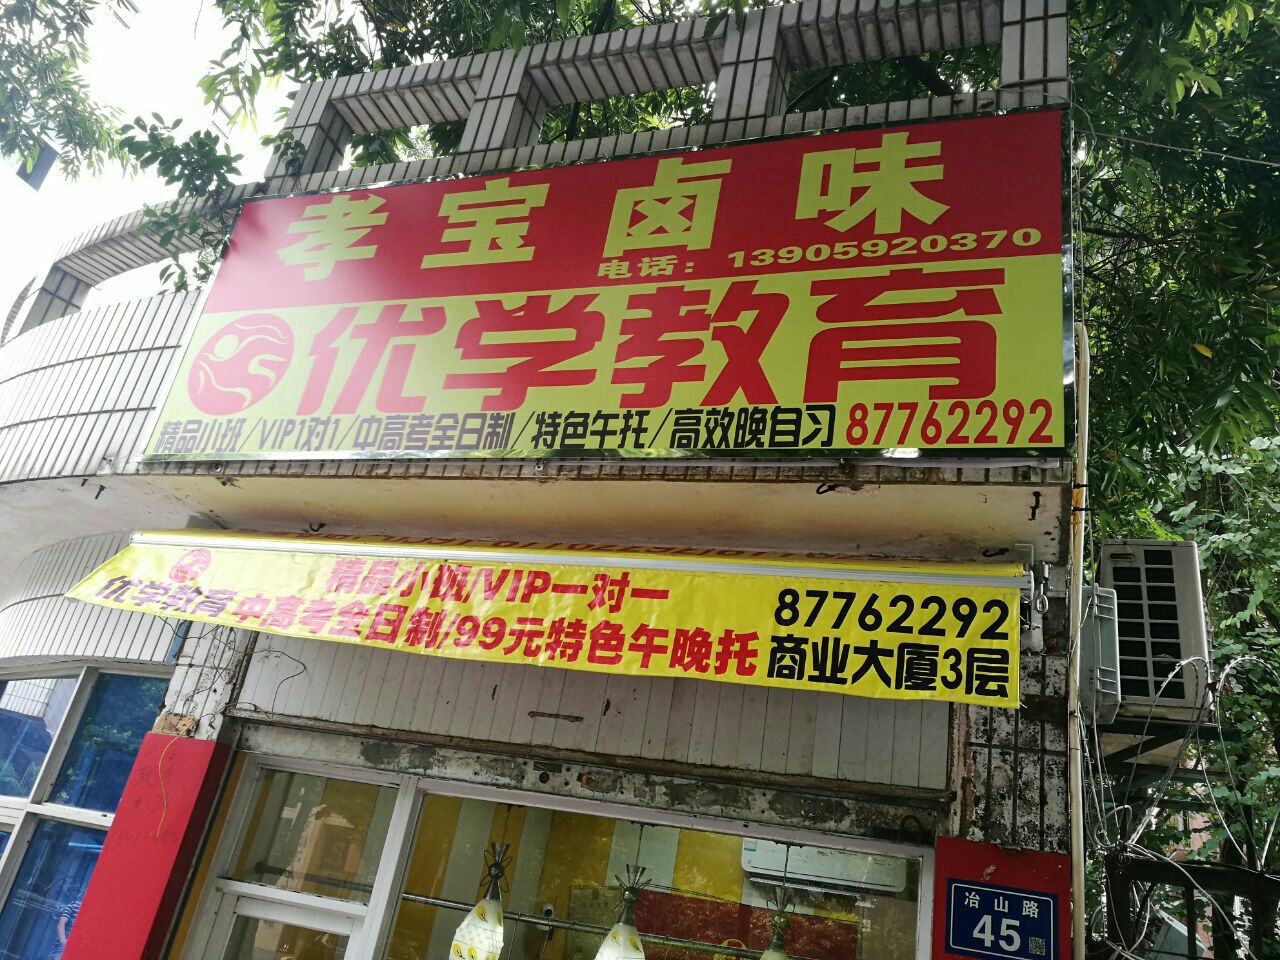 孝宝卤味
电话：13905920370
优学教育
精品小班/VIP1对1/中高考全日制/特色午托/高效晚自习 87762292
优学教育
精品小班/VIP一对一
中高考全日制/99元特色午晚托
87762292
商业大厦3层
冶山路
45